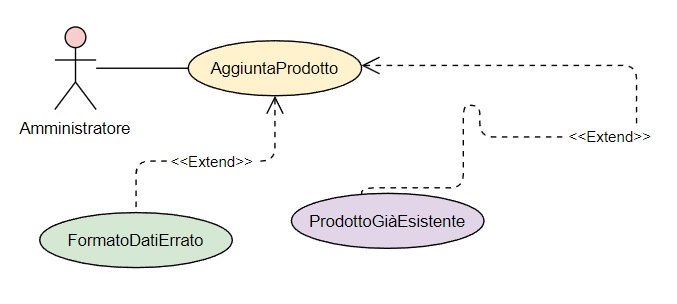 AggiuntaProdotto
Amministratore
<<Extend>>
<<Extend>>
ProdottoGiàEsistente
FormatoDatiErrato